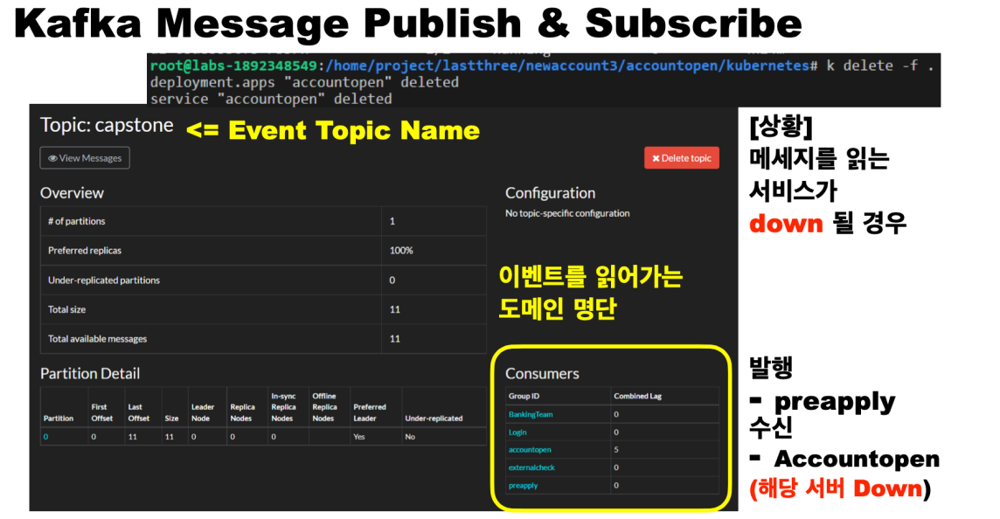 Kafka Message Publish & Subscribe
root@labs-1892348549:/home/project/lastthree/newaccount3/accountopen/kubernetes# k delete -f .
deployment.apps "accountopen" deleted
service "accountopen" deleted
Topic: capstone <= Event Topic Name
View Messages
Delete topic
Overview
# of partitions 1
Preferred replicas 100%
Under-replicated partitions 0
Total size 11
Total available messages 11
Configuration
No topic-specific configuration
이벤트를 읽어가는
도메인 명단
Partition Detail
Partition First Offset Last Offset Size Leader Node Replica Nodes In-sync Replica Nodes Offline Replica Nodes Preferred Leader Under-replicated
0 0 11 11 0 0 0 Yes No
Consumers
Group ID Combined Lag
BankingTeam 0
Login 0
accountopen 5
externalcheck 0
preapply 0
[상황]
메세지를 읽는
서비스가
down 될 경우
발행
- preapply
수신
- Accountopen
(해당 서버 Down)